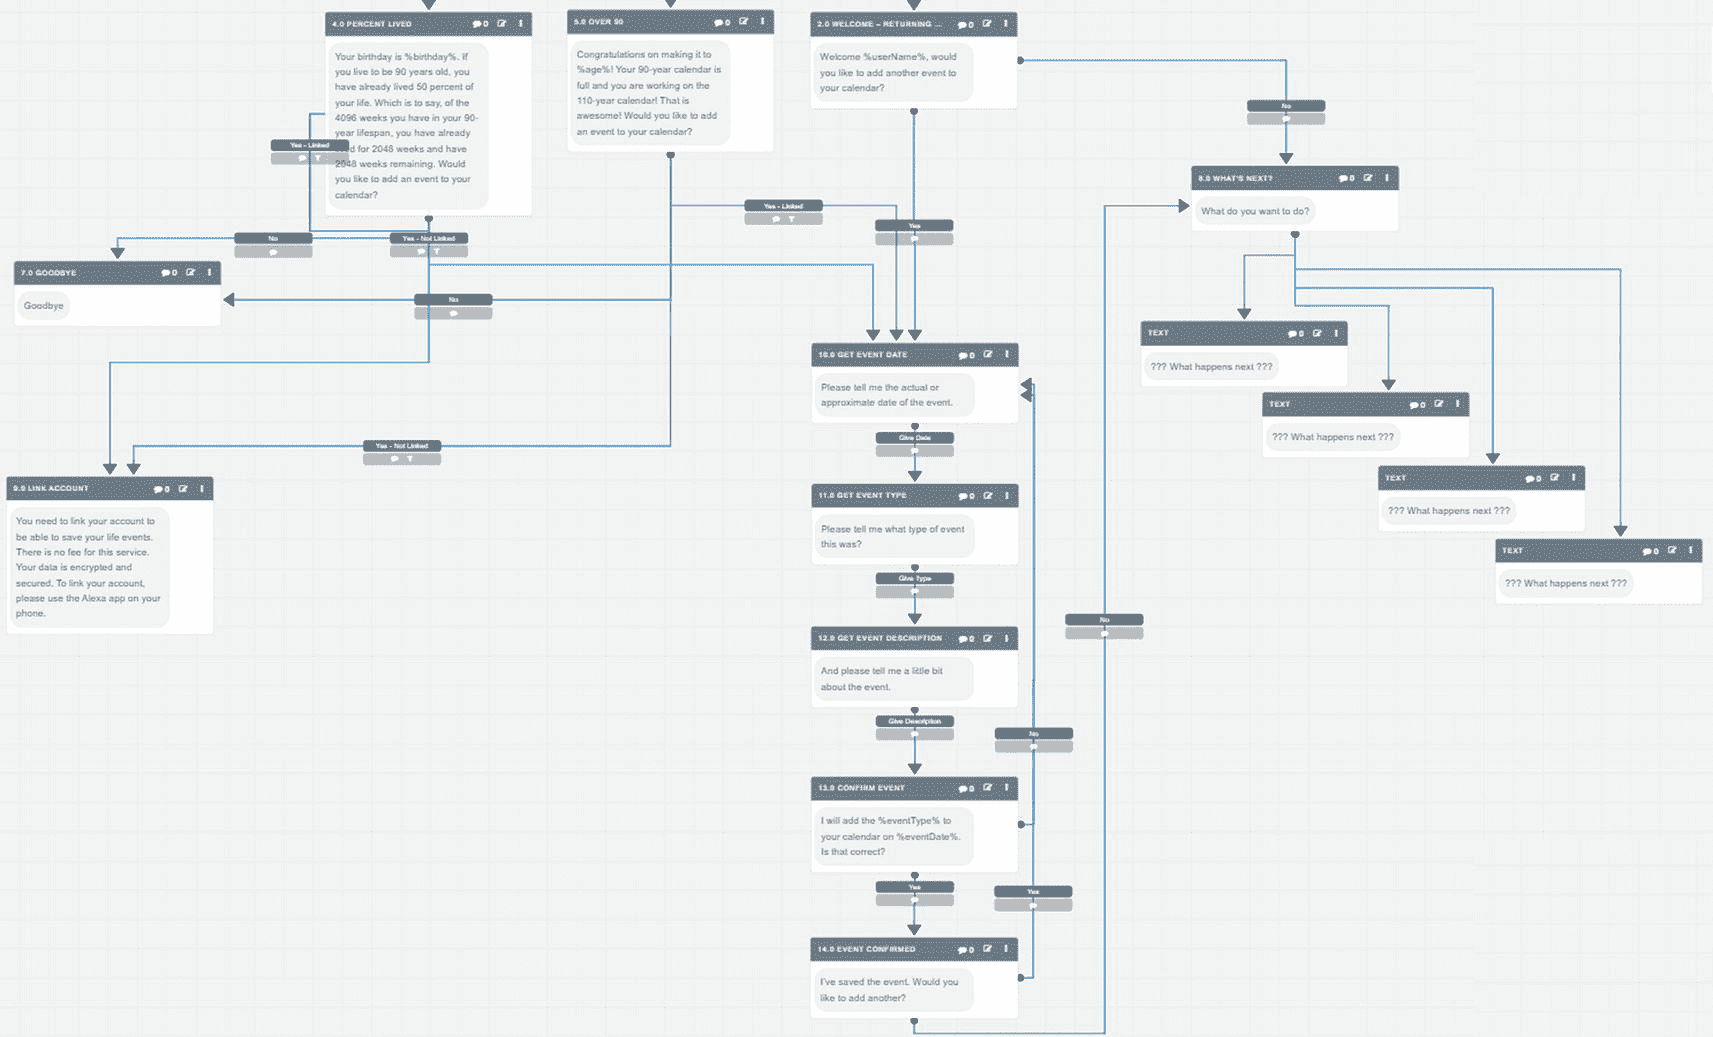 4.0 PERCENT LIVED
0
Your birthday is %birthday%. If
you live to be 90 years old, you
have already lived 50 percent of
your life. Which is to say, of the
4096 weeks you have in your 90-
year lifespan, you have already
for 2048 weeks and have
2048 weeks remaining. Would
you like to add an event to your
calendar?
5.0 OVER 90
0
Congratulations on making it to
%age%! Your 90-year calendar is
full and you are working on the
110-year calendar! That is
awesome! Would you like to add
an event to your calendar?
2.0 WELCOME – RETURNING ...
0
Welcome %userName%, would
you like to add another event to
your calendar?
No
Yes - Linked
8.0 WHAT'S NEXT?
0
What do you want to do?
Yes - Linked
Yes
No
Yes - Not Linked
7.0 GOODBYE
0
Goodbye
No
TEXT
0
??? What happens next ???
10.0 GET EVENT DATE
0
Please tell me the actual or
approximate date of the event.
TEXT
0
??? What happens next ???
Give Date
Yes - Not Linked
TEXT
0
??? What happens next ???
9.0 LINK ACCOUNT
0
You need to link your account to
be able to save your life events.
There is no fee for this service.
Your data is encrypted and
secured. To link your account,
please use the Alexa app on your
phone.
11.0 GET EVENT TYPE
0
Please tell me what type of event
this was?
TEXT
0
??? What happens next ???
Give Type
No
12.0 GET EVENT DESCRIPTION
0
And please tell me a little bit
about the event.
Give Description
No
13.0 CONFIRM EVENT
0
I will add the %eventType% to
your calendar on %eventDate%.
Is that correct?
Yes
Yes
14.0 EVENT CONFIRMED
0
I've saved the event. Would you
like to add another?